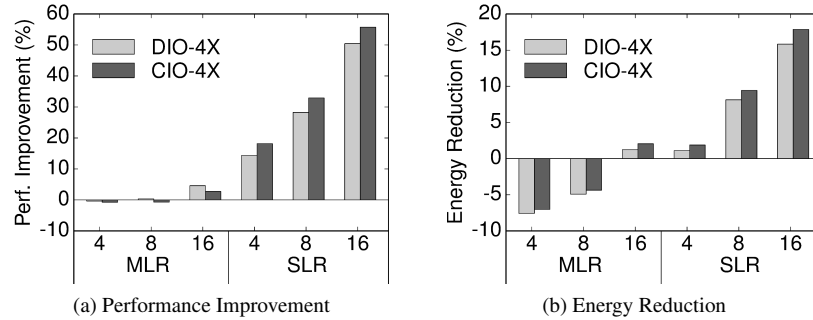 Perf. Improvement (%)
60
50
40
30
20
10
0
-10
DIO-4X
CIO-4X
4 8 16 4 8 16
MLR SLR
(a) Performance Improvement
Energy Reduction (%)
20
15
10
5
0
-5
-10
DIO-4X
CIO-4X
4 8 16 4 8 16
MLR SLR
(b) Energy Reduction